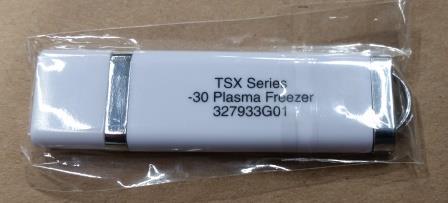 TSX Series
-30 Plasma Freezer
327933G01